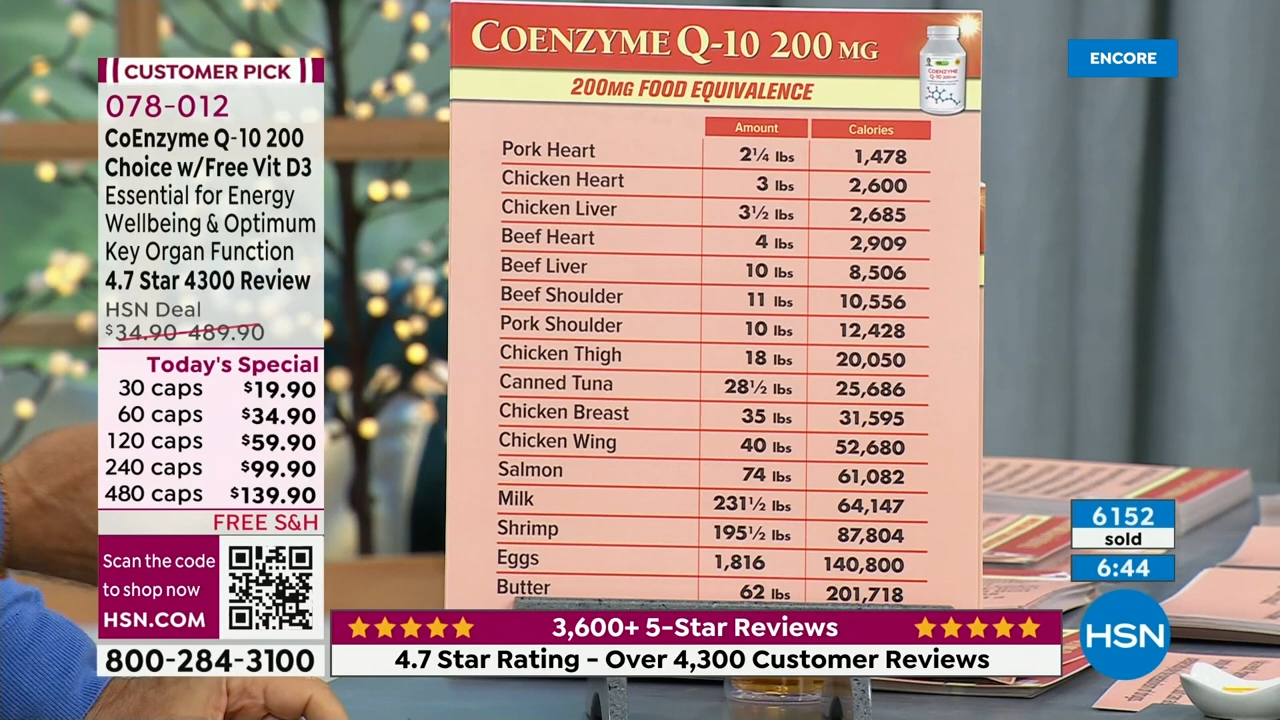 CUSTOMER PICK
078-012
CoEnzyme Q-10 200
Choice w/Free Vit D3
Essential for Energy
Wellbeing & Optimum
Key Organ Function
4.7 Star 4300 Review
HSN Deal
$34.90-489.90
Today's Special
30 caps $19.90
60 caps $34.90
120 caps $59.90
240 caps $99.90
480 caps $139.90
FREE S&H
Scan the code
to shop now
HSN.COM
800-284-3100
COENZYME Q-10 200 MG
200MG FOOD EQUIVALENCE
COENZYME
Q-10 200
Amount Calories
Pork Heart 2¼ lbs 1,478
Chicken Heart 3 lbs 2,600
Chicken Liver 3½ lbs 2,685
Beef Heart 4 lbs 2,909
Beef Liver 10 lbs 8,506
Beef Shoulder 11 lbs 10,556
Pork Shoulder 10 lbs 12,428
Chicken Thigh 18 lbs 20,050
Canned Tuna 28½ lbs 25,686
Chicken Breast 35 lbs 31,595
Chicken Wing 40 lbs 52,680
Salmon 74 lbs 61,082
Milk 231½ lbs 64,147
Shrimp 195½ lbs 87,804
Eggs 1,816 140,800
Butter 62 lbs 201,718
ENCORE
6152
sold
6:44
HSN
3,600+ 5-Star Reviews
4.7 Star Rating – Over 4,300 Customer Reviews